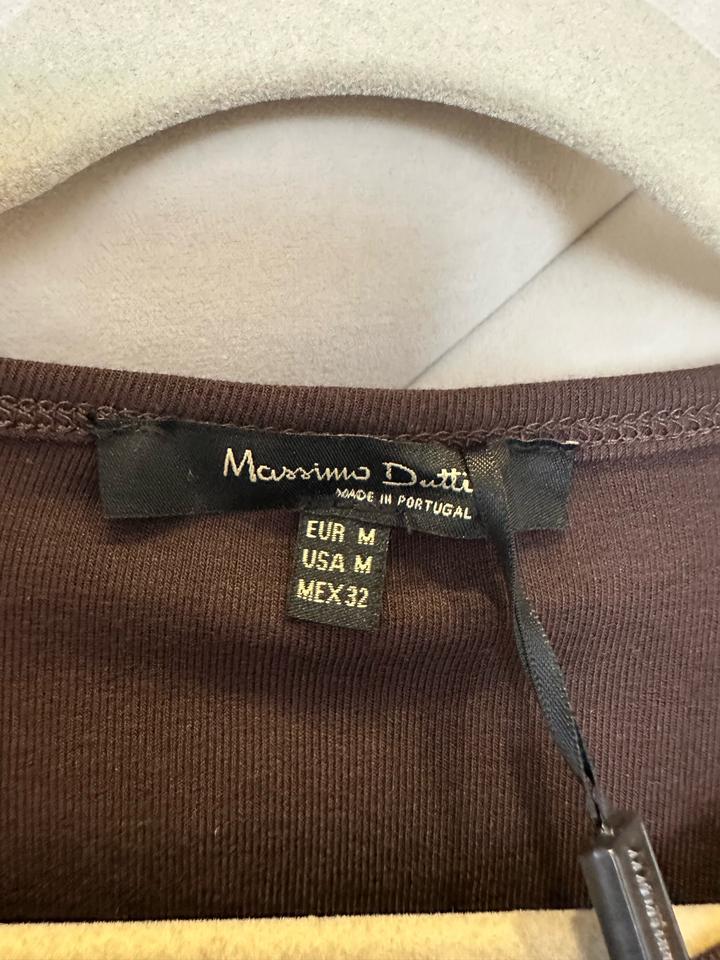 Massimo Dutti
MADE IN PORTUGAL
EUR M
USA M
MEX 32